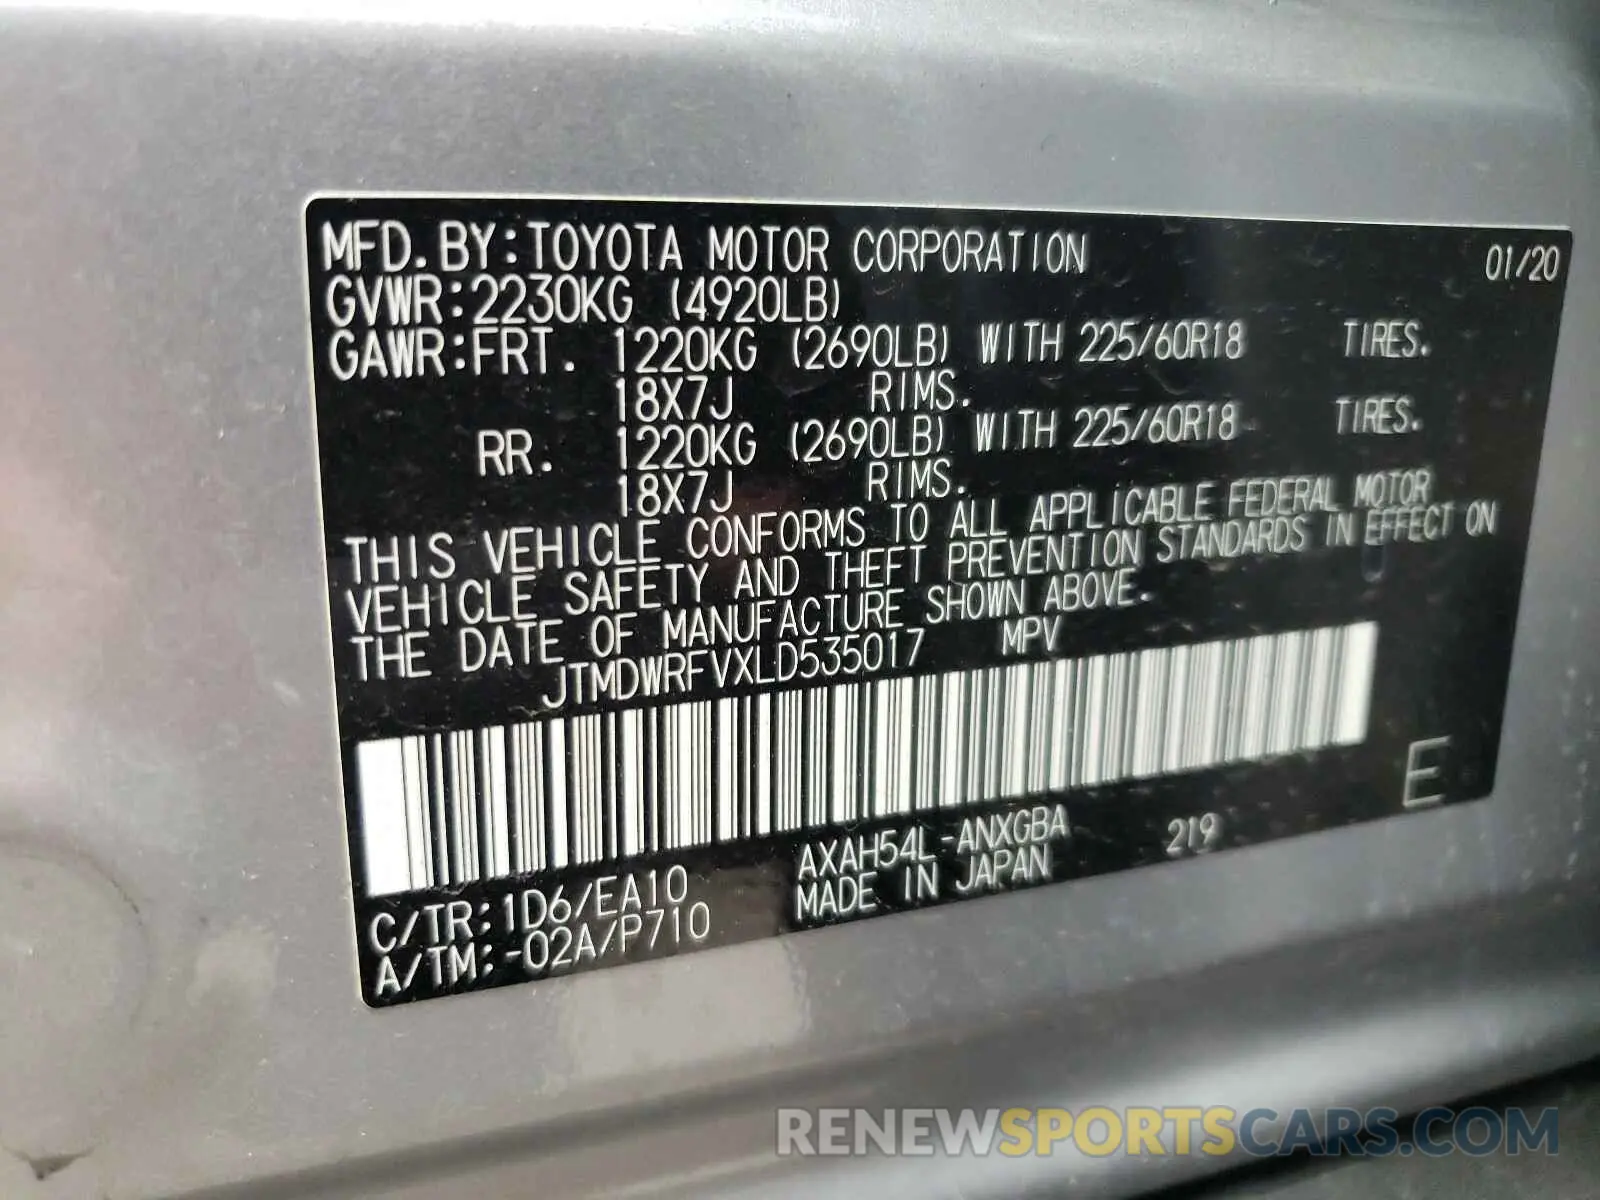 MFD. BY: TOYOTA MOTOR CORPORATION 01/20
GVWR: 2230KG (4920LB)
GAWR: FRT. 1220KG (2690LB) WITH 225/60R18 TIRES.
18X7J RIMS.
RR. 1220KG (2690LB) WITH 225/60R18 TIRES.
18X7J RIMS.
THIS VEHICLE CONFORMS TO ALL APPLICABLE FEDERAL MOTOR
VEHICLE SAFETY AND THEFT PREVENTION STANDARDS IN EFFECT ON
THE DATE OF MANUFACTURE SHOWN ABOVE.
JTMDWRFVXLD535017 MPV
E
C/TR: 1D6/EA10 AXAH54L-ANXGBA 219
A/TM: -02A/P710 MADE IN JAPAN
RENEWSPORTSCARS.COM